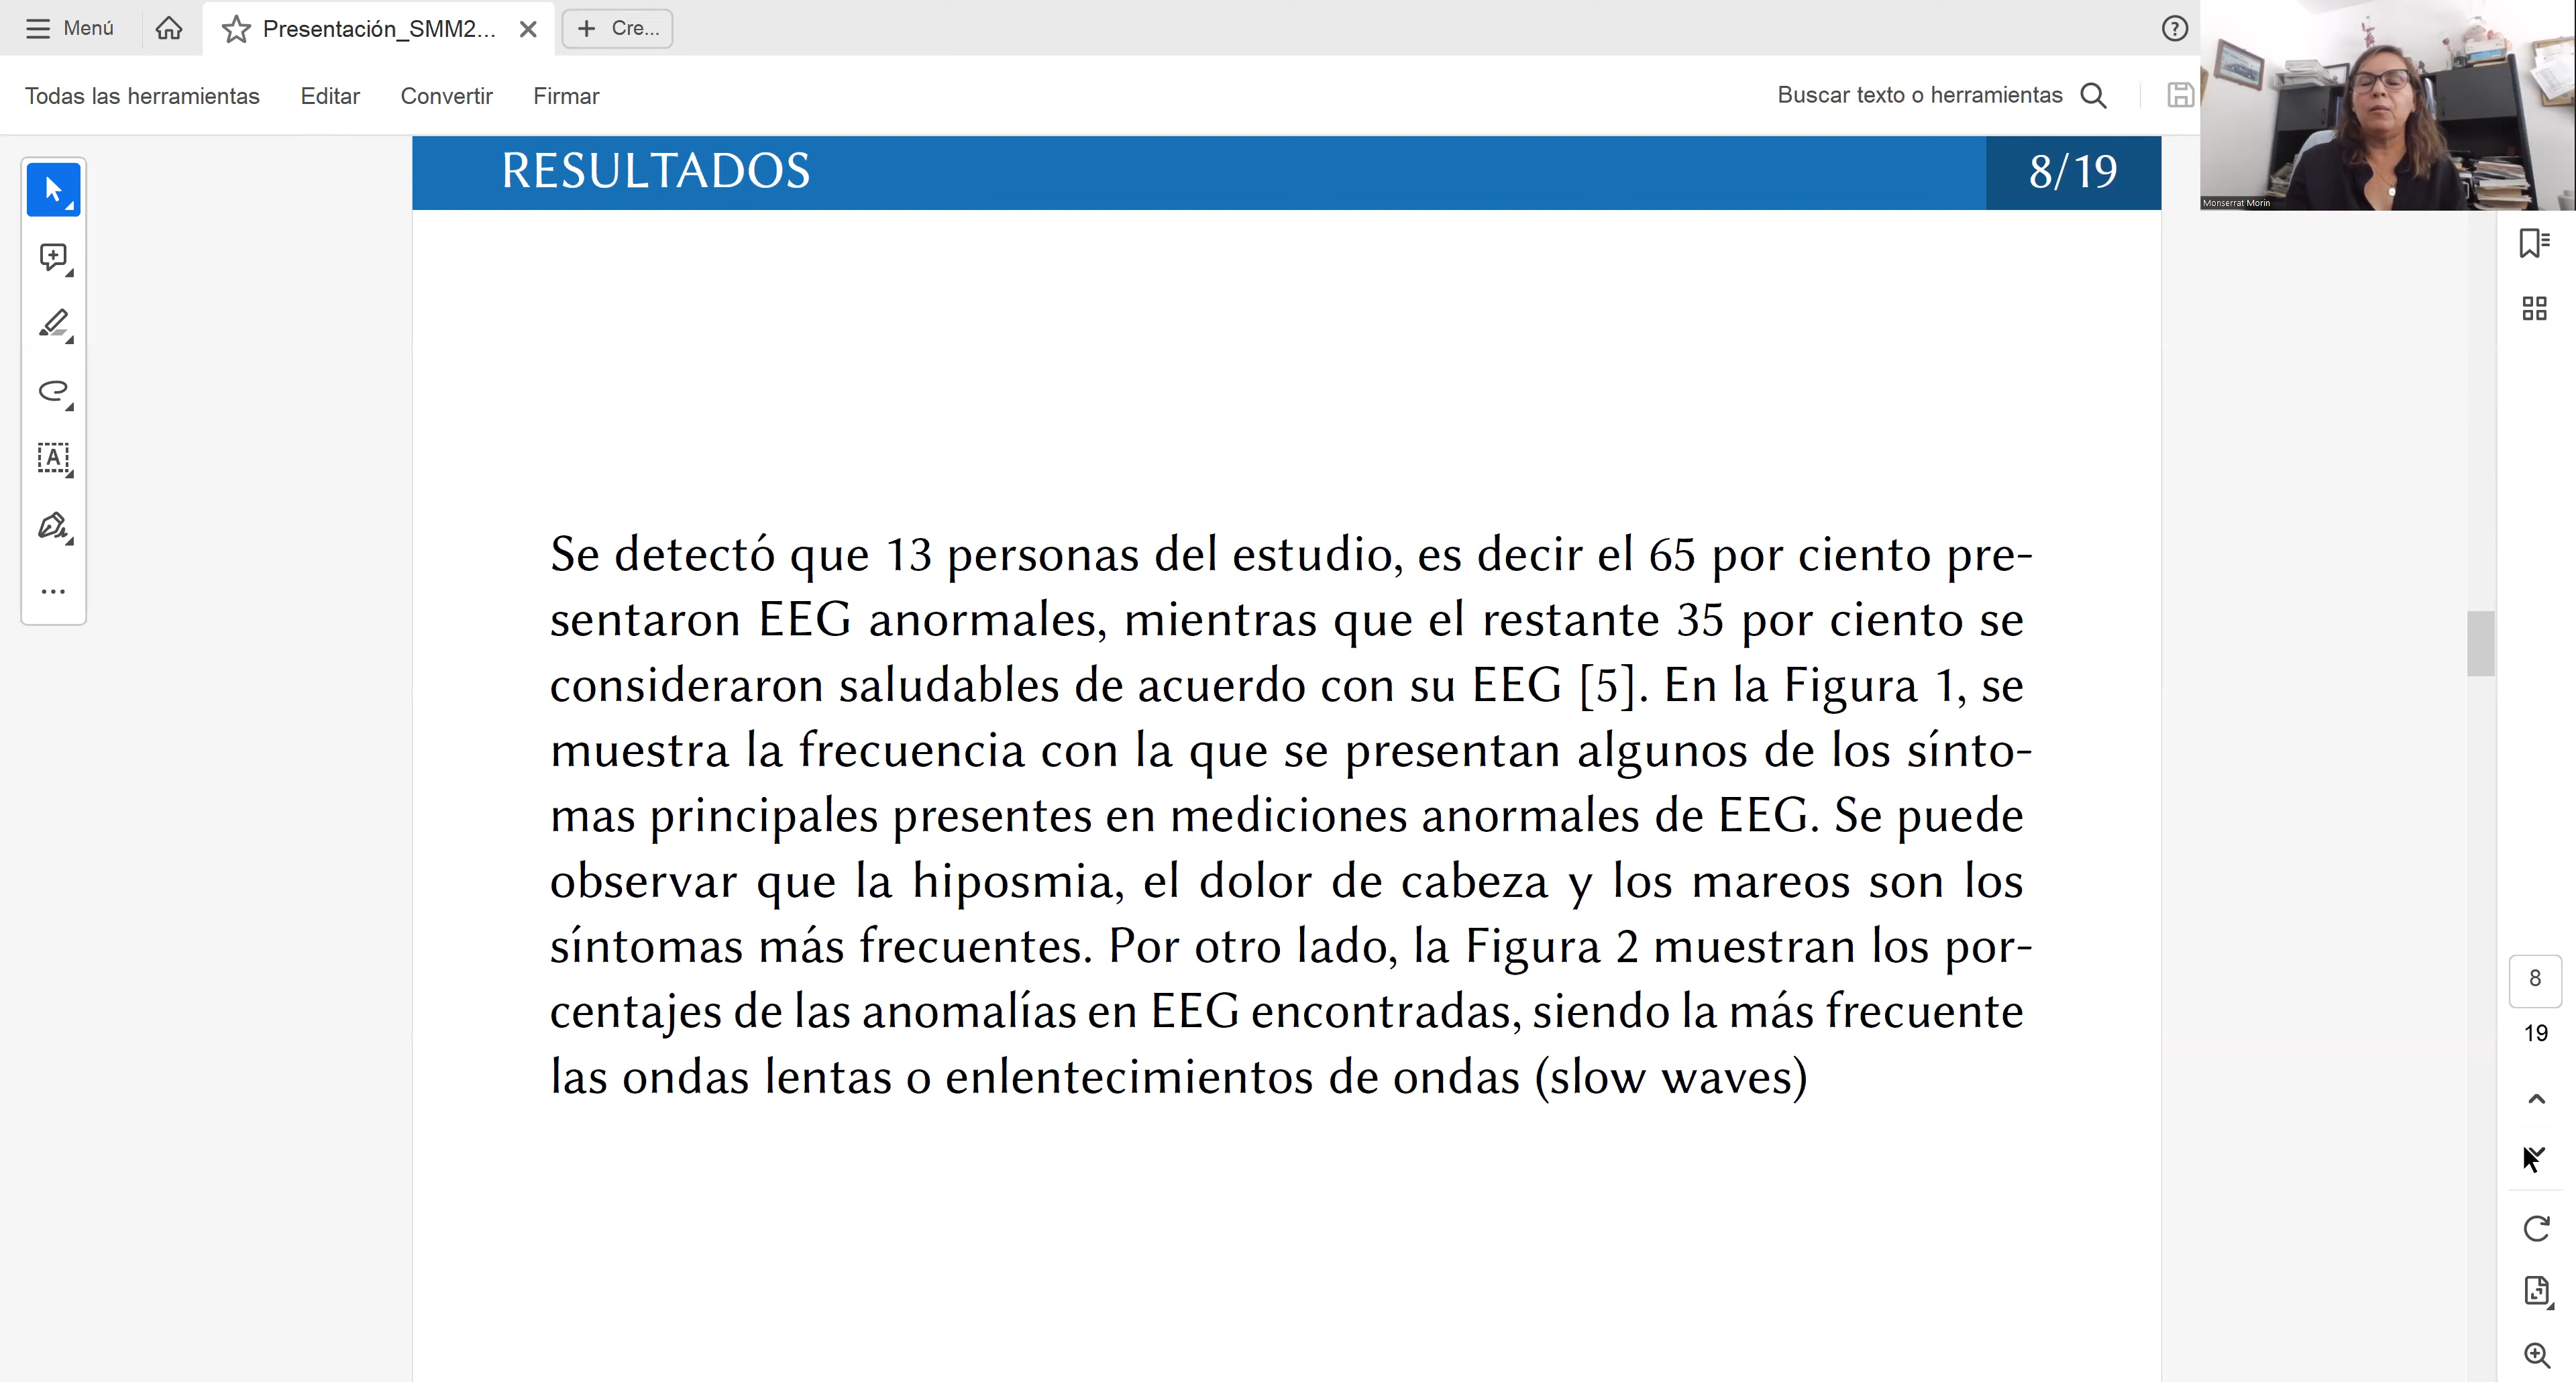 Menú
Presentación_SMM2...
Cre...
Todas las herramientas
Editar
Convertir
Firmar
Buscar texto o herramientas
Monserrat Morin
RESULTADOS
8/19
Se detectó que 13 personas del estudio, es decir el 65 por ciento pre-
sentaron EEG anormales, mientras que el restante 35 por ciento se
consideraron saludables de acuerdo con su EEG [5]. En la Figura 1, se
muestra la frecuencia con la que se presentan algunos de los sínto-
mas principales presentes en mediciones anormales de EEG. Se puede
observar que la hiposmia, el dolor de cabeza y los mareos son los
síntomas más frecuentes. Por otro lado, la Figura 2 muestran los por-
centajes de las anomalías en EEG encontradas, siendo la más frecuente
las ondas lentas o enlentecimientos de ondas (slow waves)
8
19